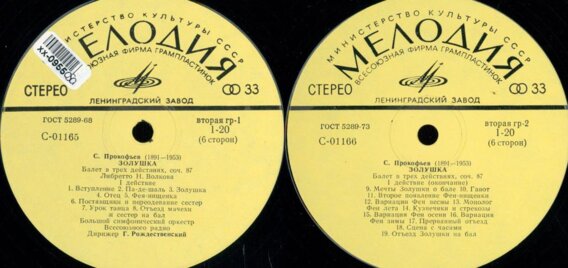 МИНИСТЕРСТВО КУЛЬТУРЫ СССР
МЕЛОДИЯ
ВСЕСОЮЗНАЯ ФИРМА ГРАМПЛАСТИНОК
СТЕРЕО
33
ЛЕНИНГРАДСКИЙ ЗАВОД
ГОСТ 5289-68
вторая гр-1
1-20
С-01165
(6 сторон)
С. Прокофьев (1891—1953)
ЗОЛУШКА
Балет в трех действиях, соч. 87
Либретто Н. Волкова
I действие
1. Вступление 2. Па-де-шаль 3. Золушка
4. Отец 5. Фея-нищенка
6. Поставщики и переодевание сестер
7. Урок танца 8. Отъезд мачехи
и сестер на бал
Большой симфонический оркестр
Всесоюзного радио
Дирижер Г. Рождественский
МИНИСТЕРСТВО КУЛЬТУРЫ СССР
МЕЛОДИЯ
ВСЕСОЮЗНАЯ ФИРМА ГРАМПЛАСТИНОК
СТЕРЕО
33
ЛЕНИНГРАДСКИЙ ЗАВОД
ГОСТ 5289-73
вторая гр-2
1-20
С-01166
(6 сторон)
С. Прокофьев (1891—1953)
ЗОЛУШКА
Балет в трех действиях, соч. 87
I действие (окончание)
9. Мечты Золушки о бале 10. Гавот
11. Второе появление Феи-нищенки
12. Вариация Феи весны 13. Монолог
Феи лета 14. Кузнечики и стрекозы
15. Вариация Феи осени 16. Вариация
Феи зимы 17. Прерванный отъезд
18. Сцена с часами
19. Отъезд Золушки на бал